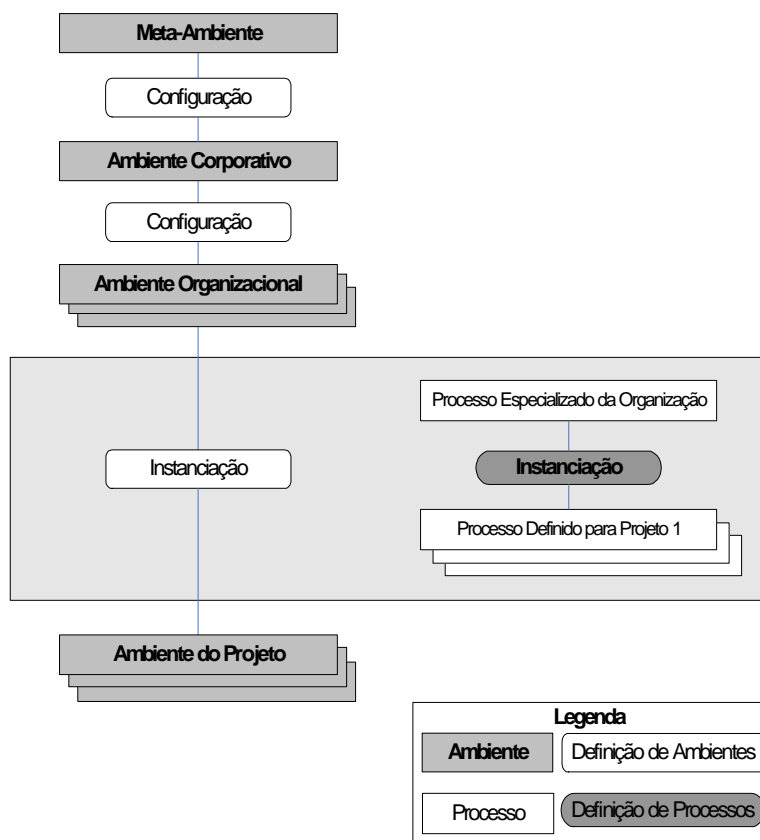 Meta-Ambiente
Configuração
Ambiente Corporativo
Configuração
Ambiente Organizacional
Processo Especializado da Organização
Instanciação
Instanciação
Processo Definido para Projeto 1
Ambiente do Projeto
Legenda
Ambiente
Definição de Ambientes
Processo
Definição de Processos